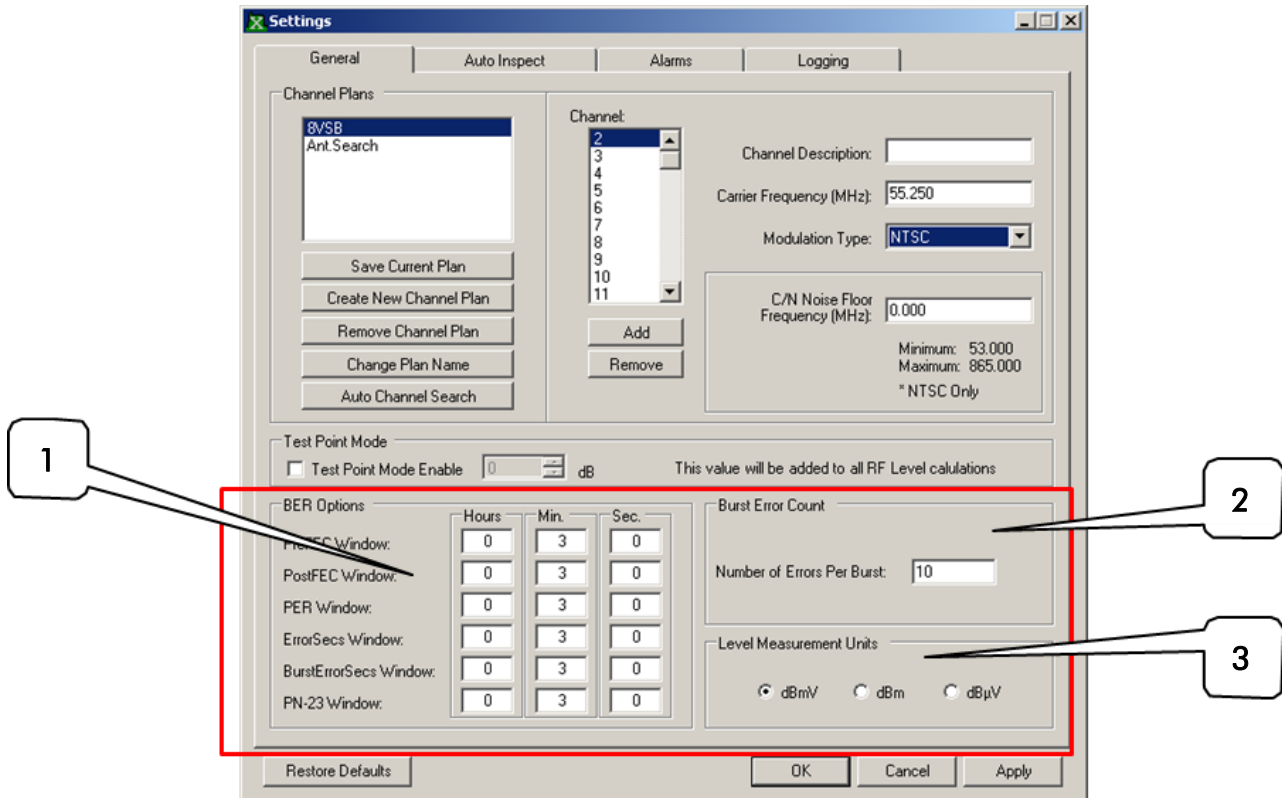 Settings
General
Auto Inspect
Alarms
Logging
Channel Plans
8VSB
Ant.Search
Save Current Plan
Create New Channel Plan
Remove Channel Plan
Change Plan Name
Auto Channel Search
Channel:
2
3
4
5
6
7
8
9
10
11
Add
Remove
Channel Description:
Carrier Frequency (MHz): 55.250
Modulation Type: NTSC
C/N Noise Floor
Frequency (MHz): 0.000
Minimum: 53.000
Maximum: 865.000
* NTSC Only
1
Test Point Mode
Test Point Mode Enable 0 dB This value will be added to all RF Level calulations
BER Options
Hours Min. Sec.
Window: 0 3 0
PostFEC Window: 0 3 0
PER Window: 0 3 0
ErrorSecs Window: 0 3 0
BurstErrorSecs Window: 0 3 0
PN-23 Window: 0 3 0
Burst Error Count
Number of Errors Per Burst: 10
2
Level Measurement Units
dBmV dBm dBµV
3
Restore Defaults
OK
Cancel
Apply